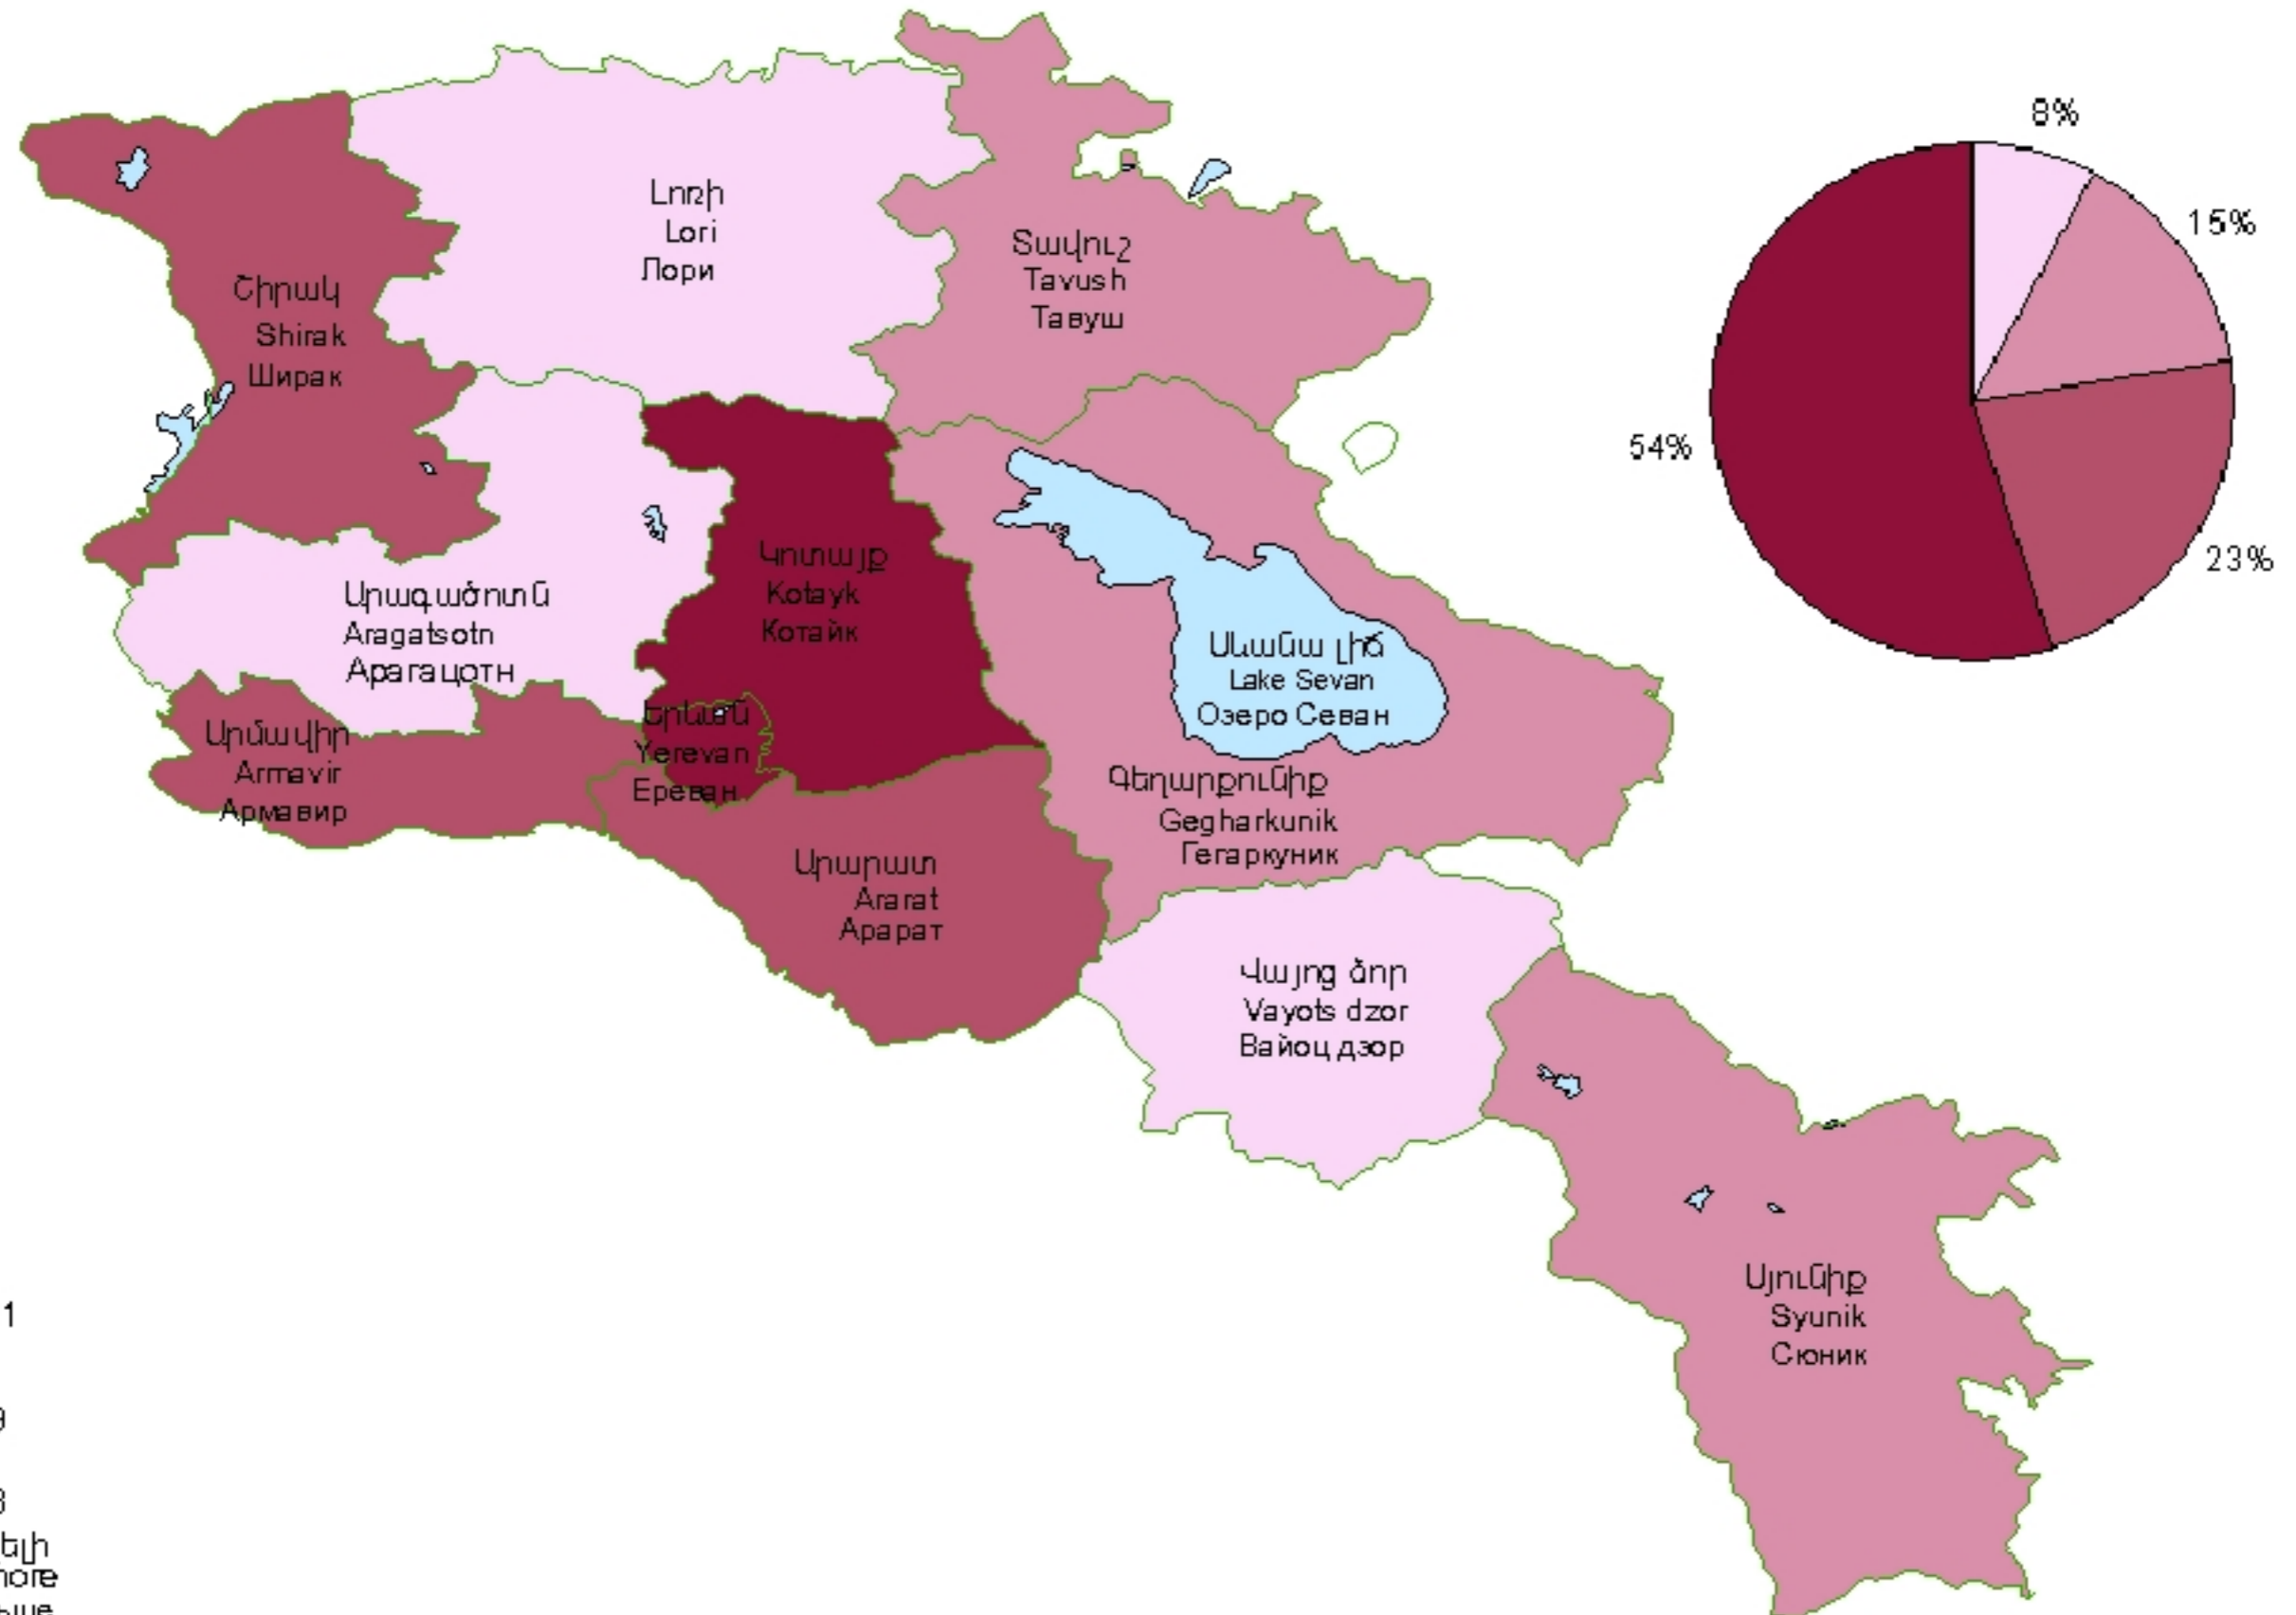 8%
15%
54%
23%
Լոռի
Lori
Лори
Տավուշ
Tavush
Тавуш
Շիրակ
Shirak
Ширак
Կոտայք
Kotayk
Котайк
Արագածոտն
Aragatsotn
Арагацотн
Սևանա լիճ
Lake Sevan
Озеро Севан
Երևան
Yerevan
Ереван
Արմավիր
Armavir
Армавир
Գեղարքունիք
Gegharkunik
Гегаркуник
Արարատ
Ararat
Арарат
Վայոց ձոր
Vayots dzor
Вайоц дзор
Սյունիք
Syunik
Сюник
1